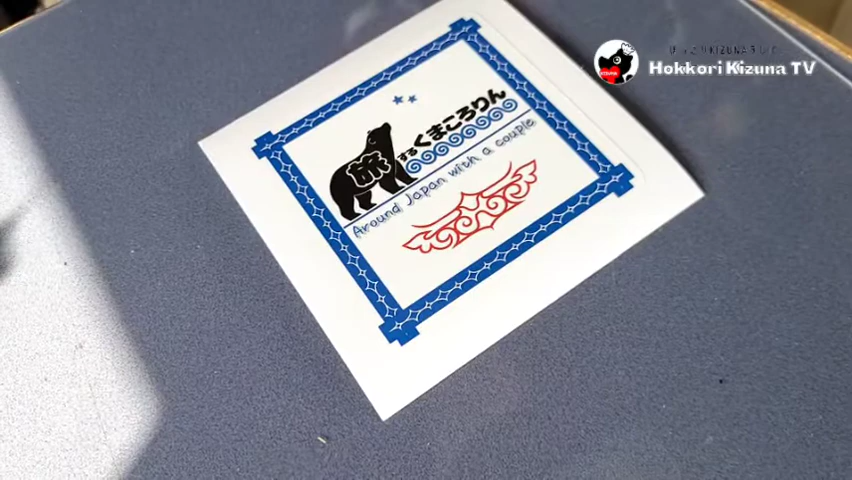 Hokkori Kizuna TV
旅するくまころりん
Around Japan with a couple